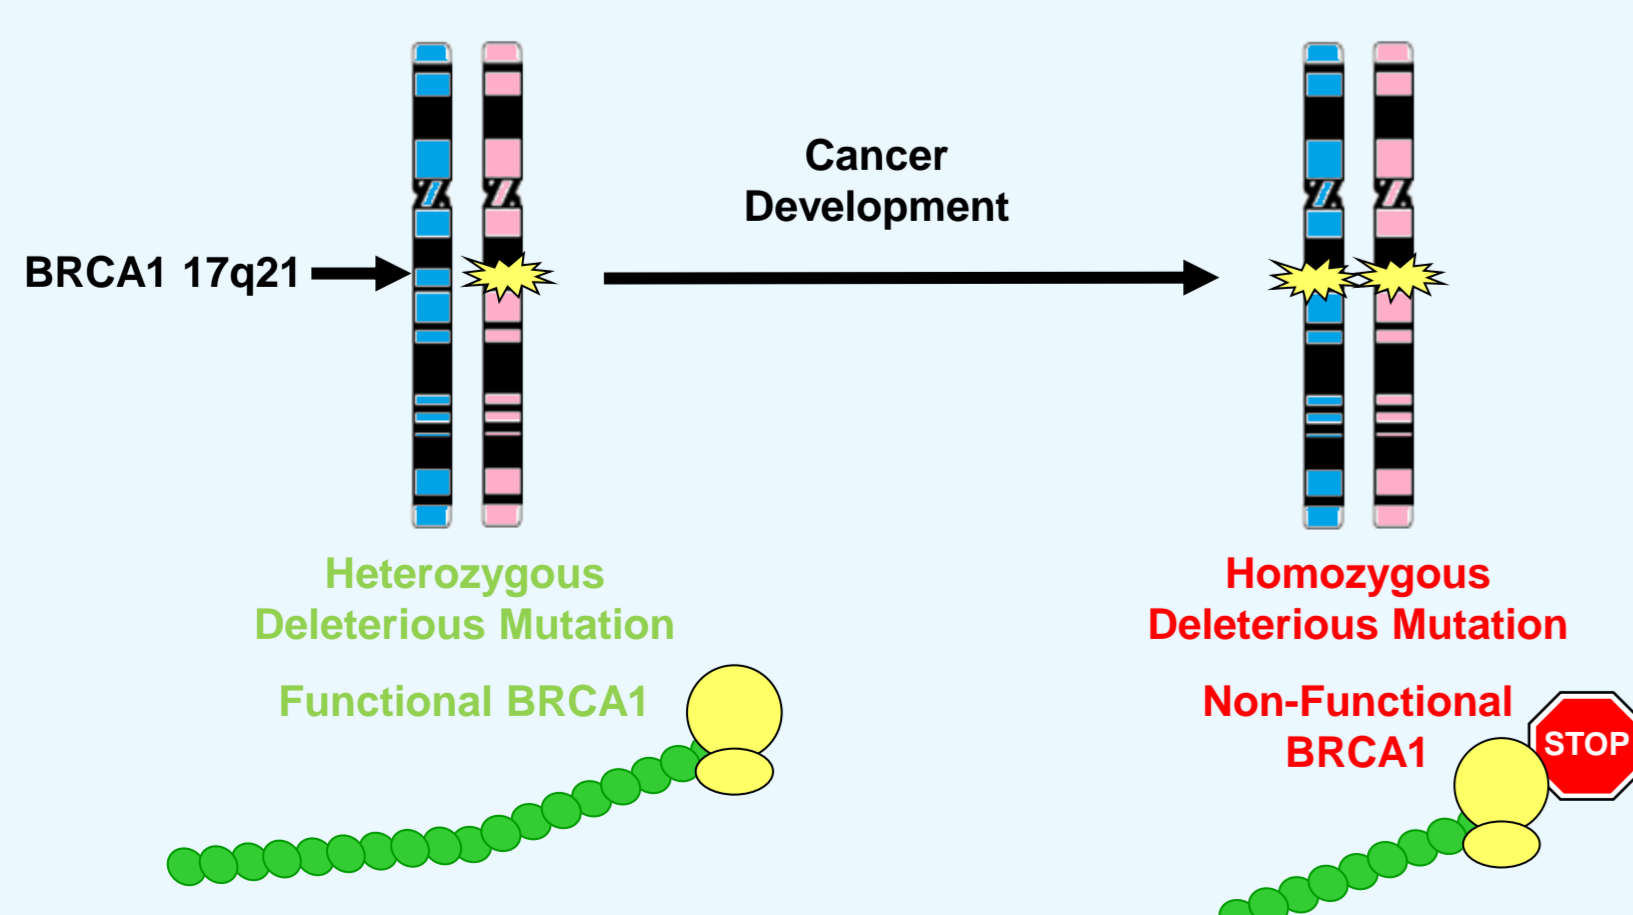 Cancer
Development
BRCA1 17q21
Heterozygous
Deleterious Mutation
Functional BRCA1
Homozygous
Deleterious Mutation
Non-Functional
BRCA1
STOP